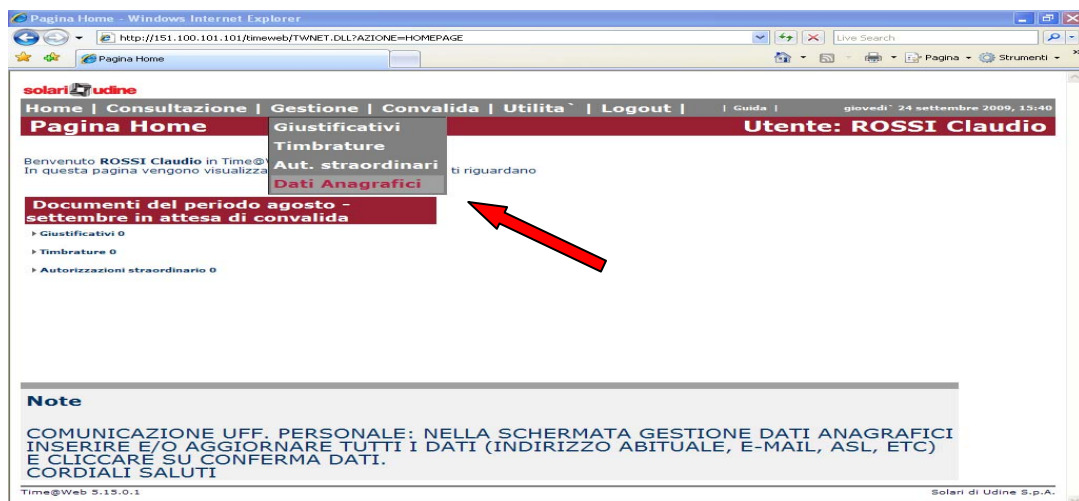 Pagina Home - Windows Internet Explorer
http://151.100.101.101/timeweb/TWNET.DLL?AZIONE=HOMEPAGE
Live Search
Pagina Home
Pagina
Strumenti
solari udine
Home | Consultazione | Gestione | Convalida | Utilita` | Logout | | Guida | giovedi` 24 settembre 2009, 15:40
Pagina Home
Utente: ROSSI Claudio
Giustificativi
Timbrature
Aut. straordinari
Dati Anagrafici
Benvenuto ROSSI Claudio in Time@
In questa pagina vengono visualizza ti riguardano
Documenti del periodo agosto -
settembre in attesa di convalida
Giustificativi 0
Timbrature 0
Autorizzazioni straordinario 0
Note
COMUNICAZIONE UFF. PERSONALE: NELLA SCHERMATA GESTIONE DATI ANAGRAFICI
INSERIRE E/O AGGIORNARE TUTTI I DATI (INDIRIZZO ABITUALE, E-MAIL, ASL, ETC)
E CLICCARE SU CONFERMA DATI.
CORDIALI SALUTI
Time@Web 5.15.0.1
Solari di Udine S.p.A.